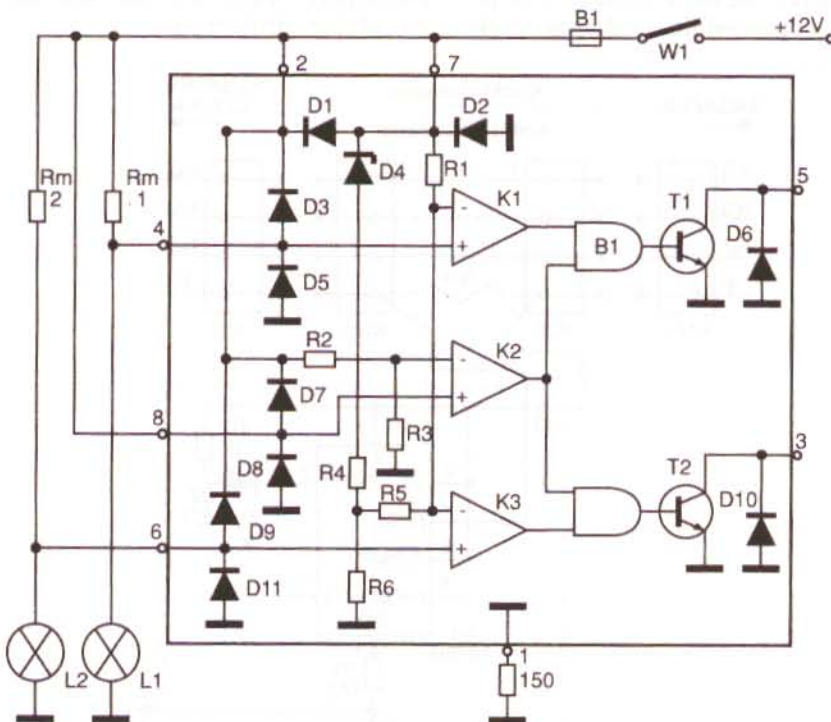 B1
+12V
W1
2
7
D1
D2
D4
R1
Rm
2
Rm
1
D3
K1
5
T1
-
+
4
B1
D6
D5
R2
K2
-
+
D7
8
D8
R3
3
T2
R4
R5
K3
-
+
D10
D9
6
D11
R6
L2
L1
1
150